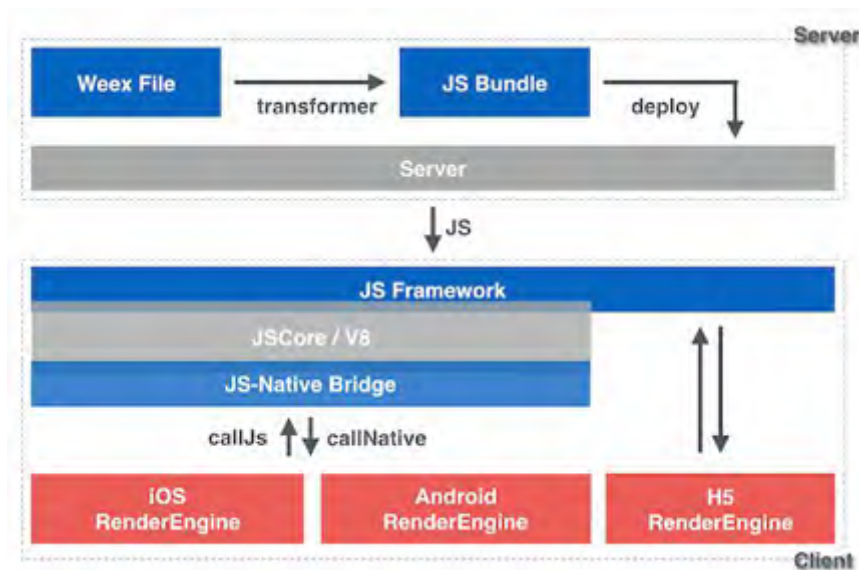 Server
Weex File
JS Bundle
transformer
deploy
Server
JS
JS Framework
JSCore / V8
JS-Native Bridge
callJs
callNative
iOS
RenderEngine
Android
RenderEngine
H5
RenderEngine
Client